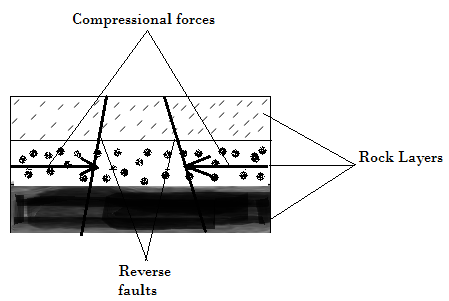 Compressional forces
Rock Layers
Reverse
faults